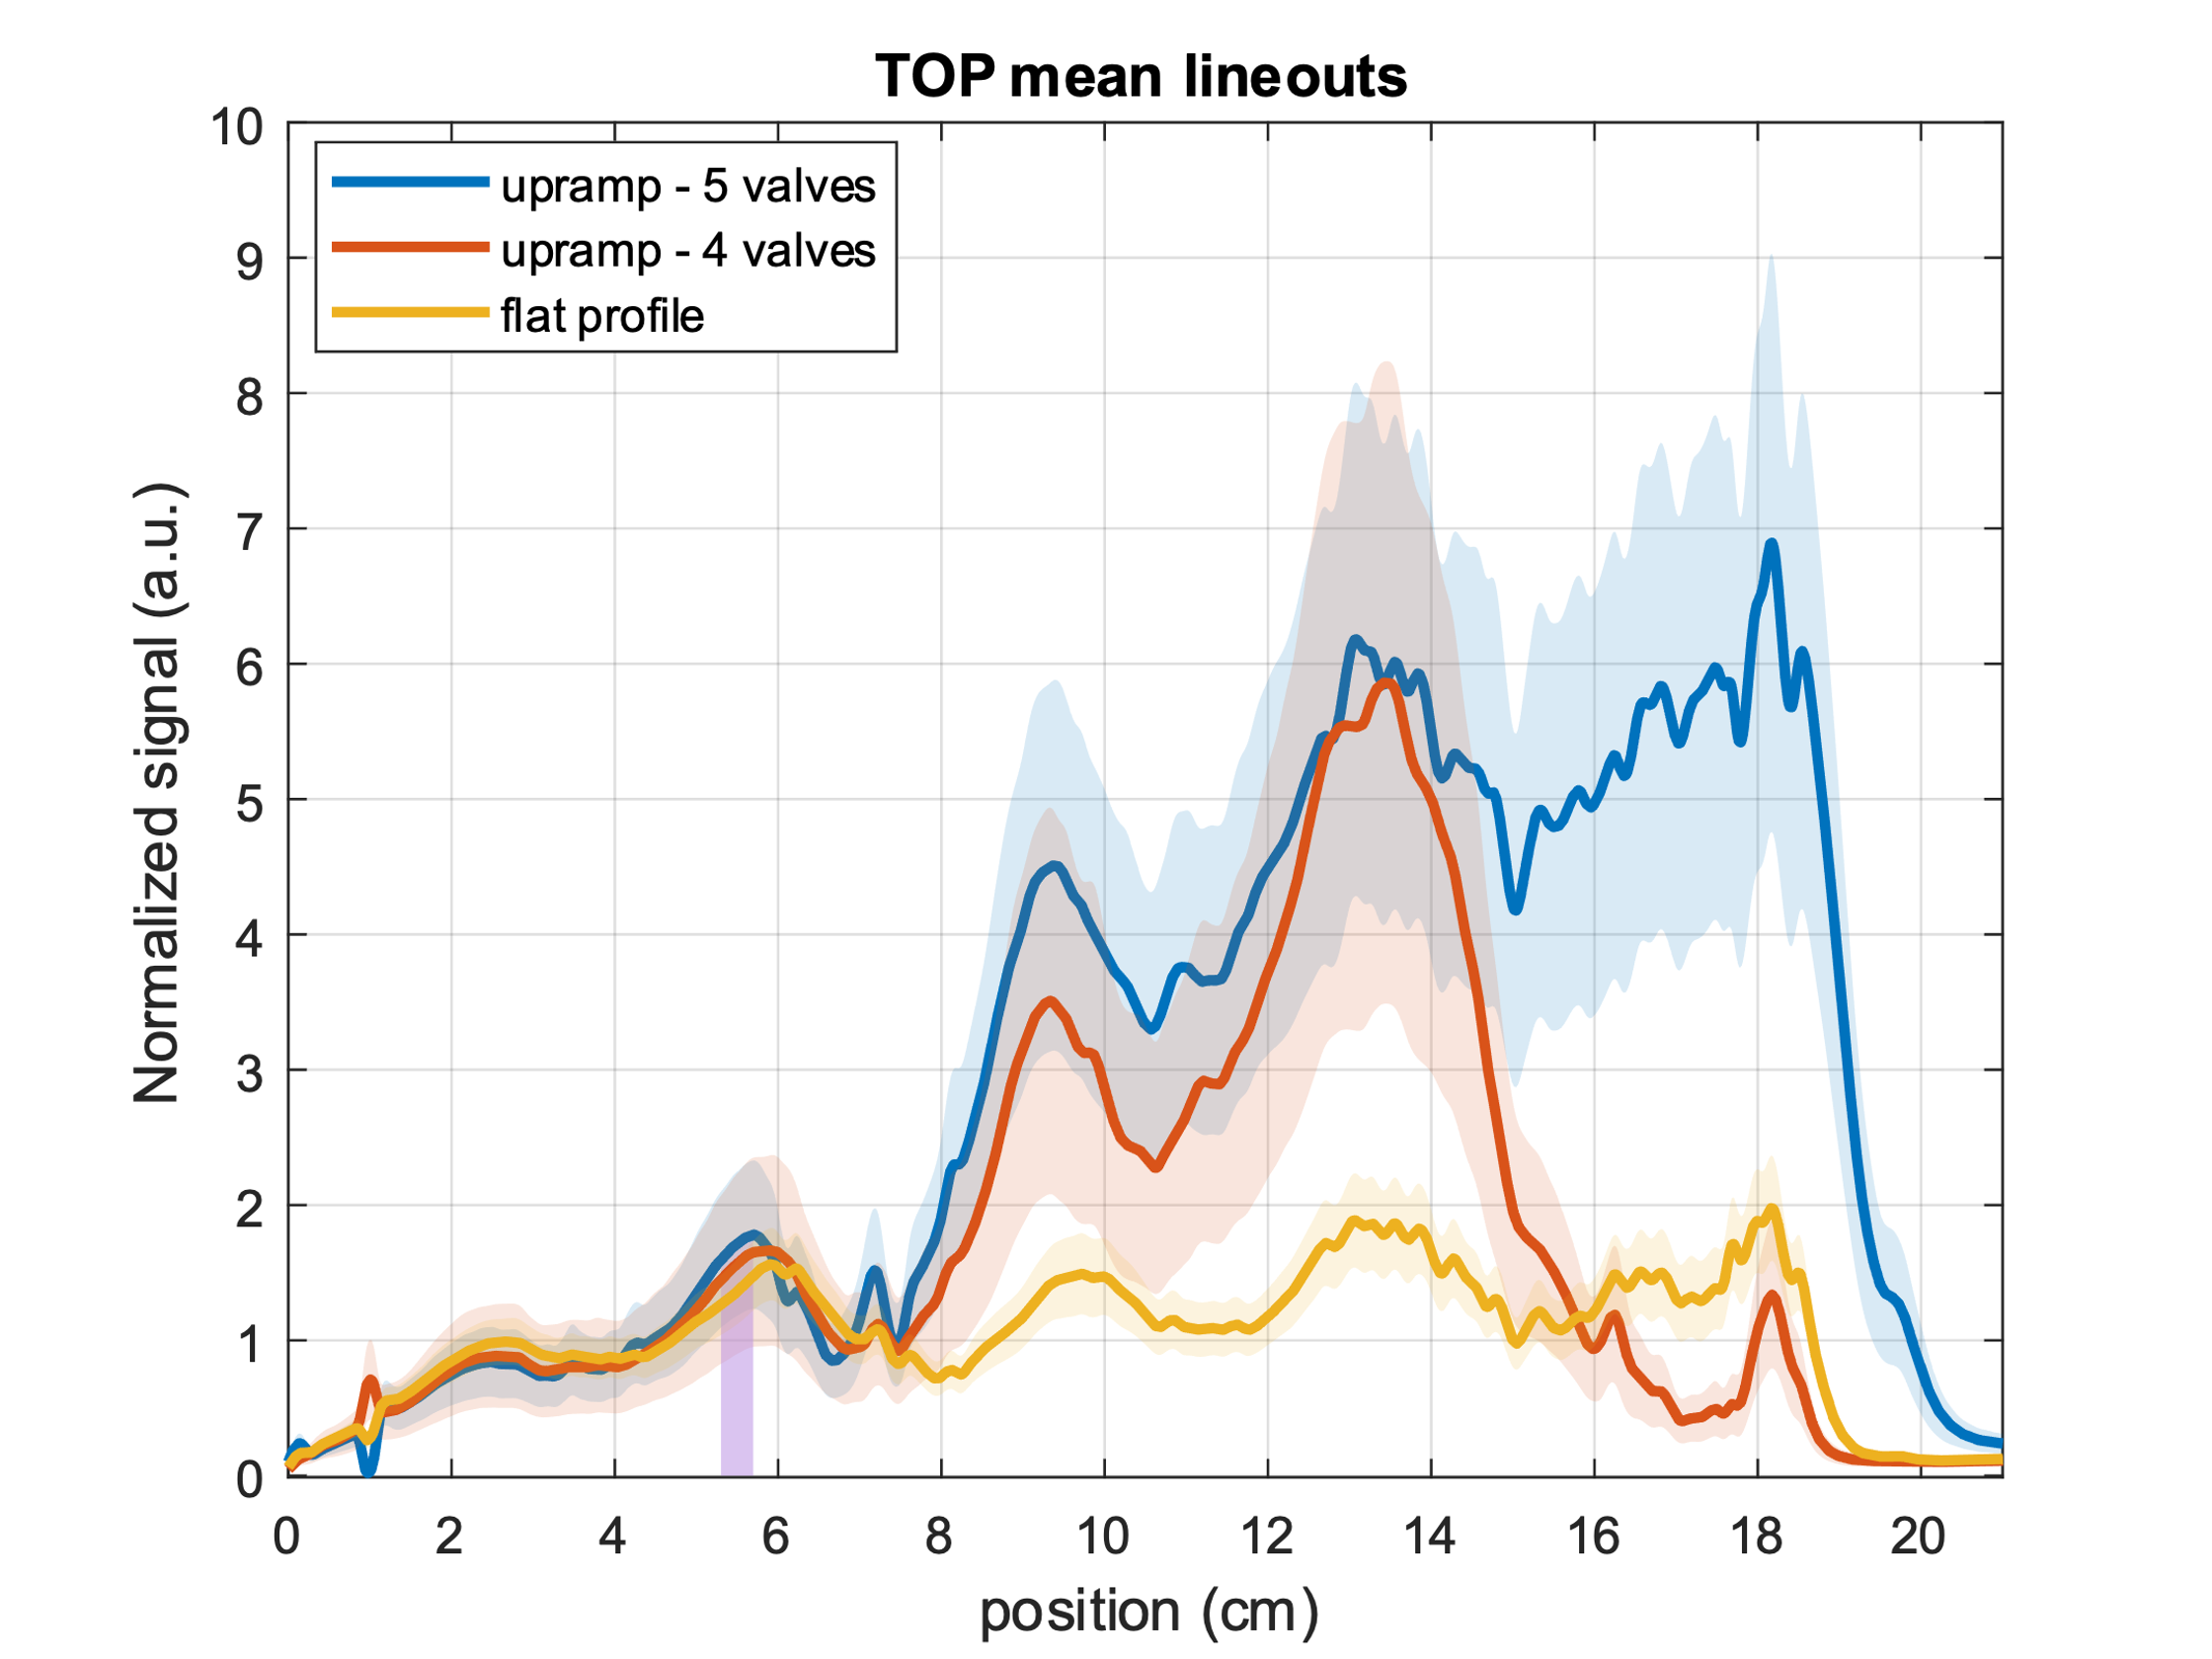 TOP mean lineouts
10
9
8
7
6
5
4
3
2
1
0
upramp - 5 valves
upramp - 4 valves
flat profile
Normalized signal (a.u.)
0 2 4 6 8 10 12 14 16 18 20
position (cm)